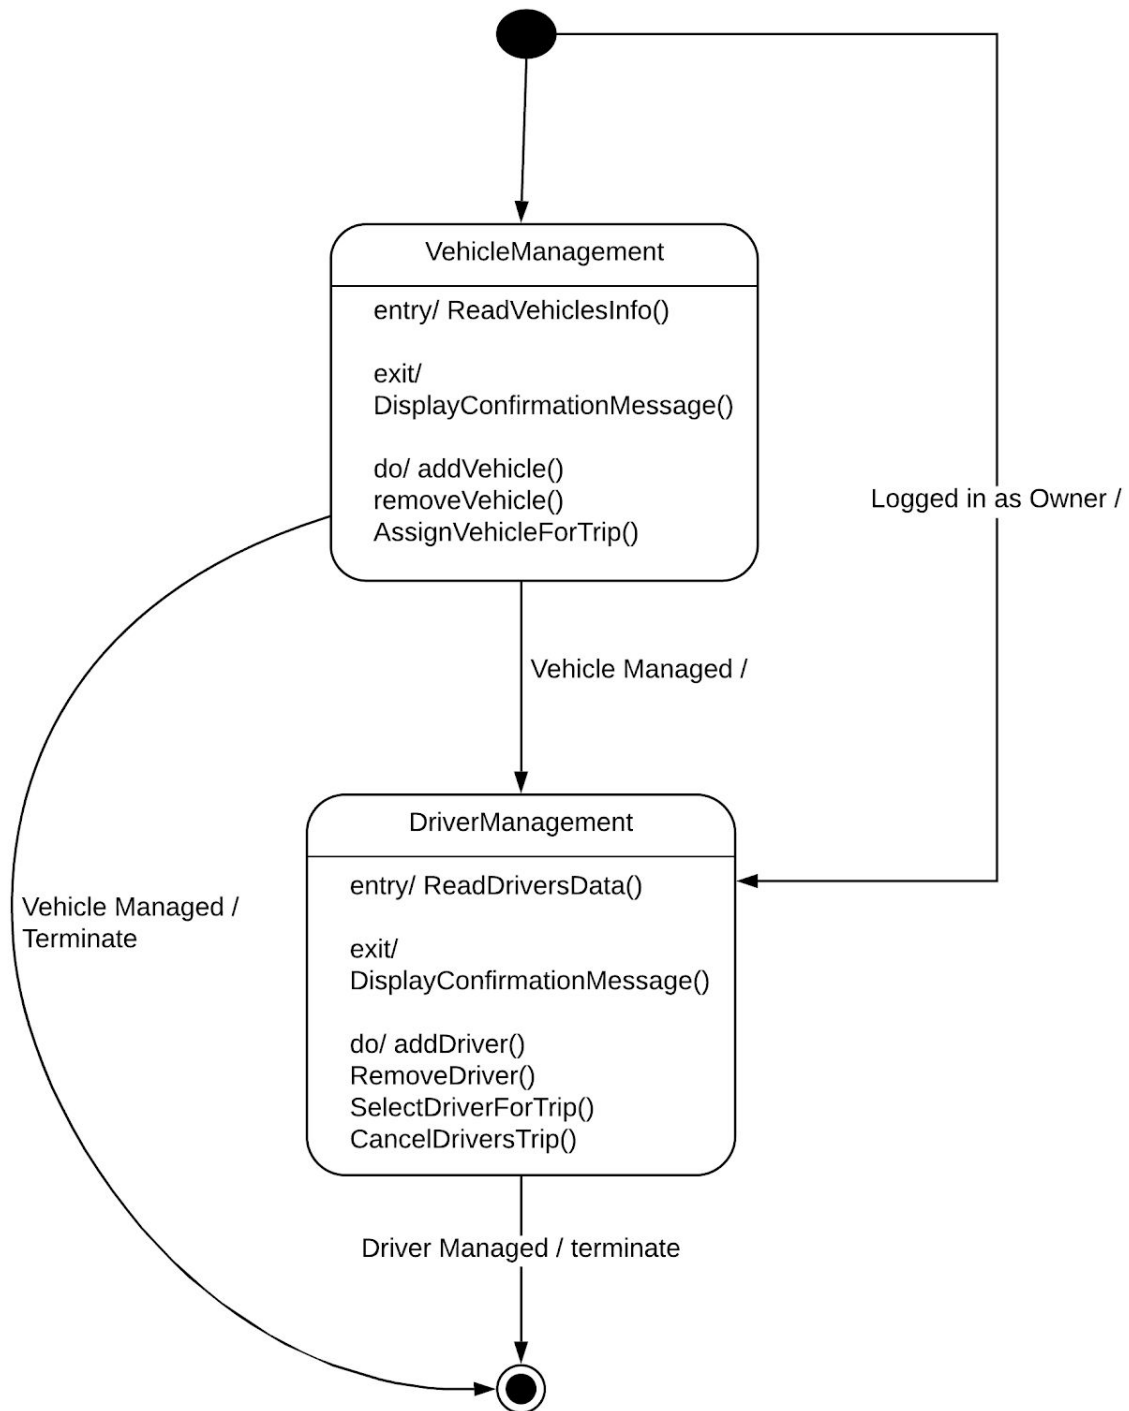 VehicleManagement
entry/ ReadVehiclesInfo()
exit/
DisplayConfirmationMessage()
do/ addVehicle()
removeVehicle()
AssignVehicleForTrip()
Logged in as Owner /
Vehicle Managed /
DriverManagement
entry/ ReadDriversData()
exit/
DisplayConfirmationMessage()
do/ addDriver()
RemoveDriver()
SelectDriverForTrip()
CancelDriversTrip()
Vehicle Managed /
Terminate
Driver Managed / terminate